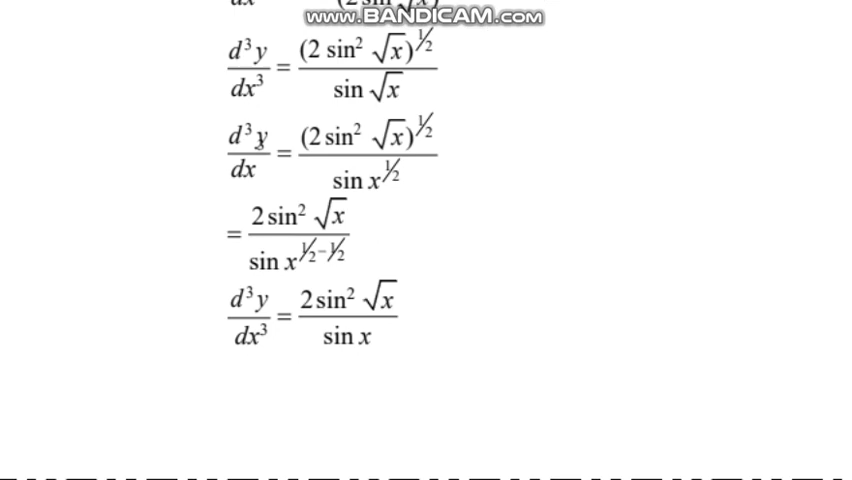 www.BANDICAM.com
d³y/dx³ = (2 sin² √x)^½ / sin √x
d³y/dx = (2 sin² √x)^½ / sin x^½
= 2 sin² √x / sin x^(½−½)
d³y/dx³ = 2 sin² √x / sin x